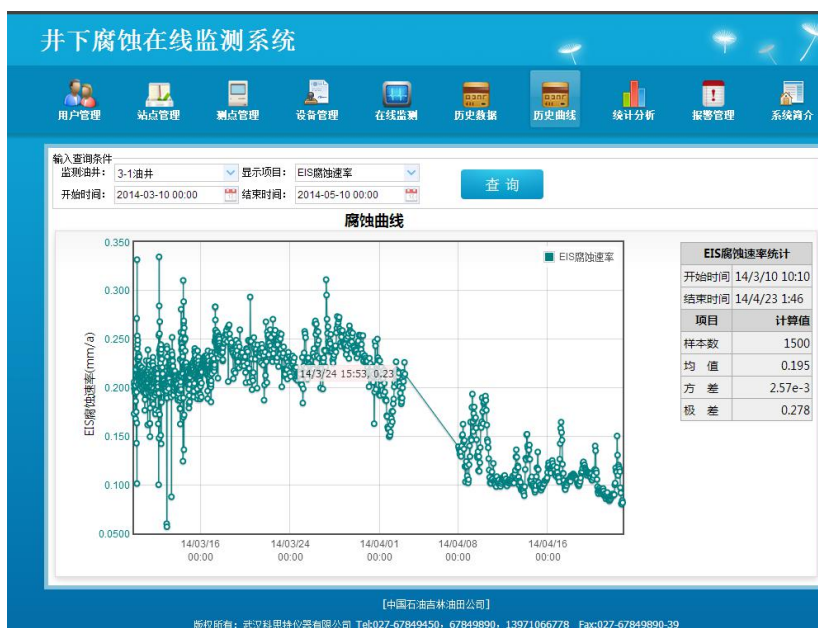 井下腐蚀在线监测系统
用户管理 站点管理 测点管理 设备管理 在线监测 历史数据 历史曲线 统计分析 报警管理 系统简介
输入查询条件
监测油井： 3-1油井 显示项目： EIS腐蚀速率
查 询
开始时间： 2014-03-10 00:00 结束时间： 2014-05-10 00:00
腐蚀曲线
EIS腐蚀速率(mm/a)
0.350
0.300
0.250
0.200
0.150
0.100
0.0500
EIS腐蚀速率
14/3/24 15:53, 0.23
14/03/16 14/03/24 14/04/01 14/04/08 14/04/16
00:00 00:00 00:00 00:00 00:00
EIS腐蚀速率统计
开始时间 14/3/10 10:10
结束时间 14/4/23 1:46
项目 计算值
样本数 1500
均 值 0.195
方 差 2.57e-3
极 差 0.278
[中国石油吉林油田公司]
版权所有：武汉科思特仪器有限公司 Tel:027-67849450，67849890，13971066778 Fax:027-67849890-39